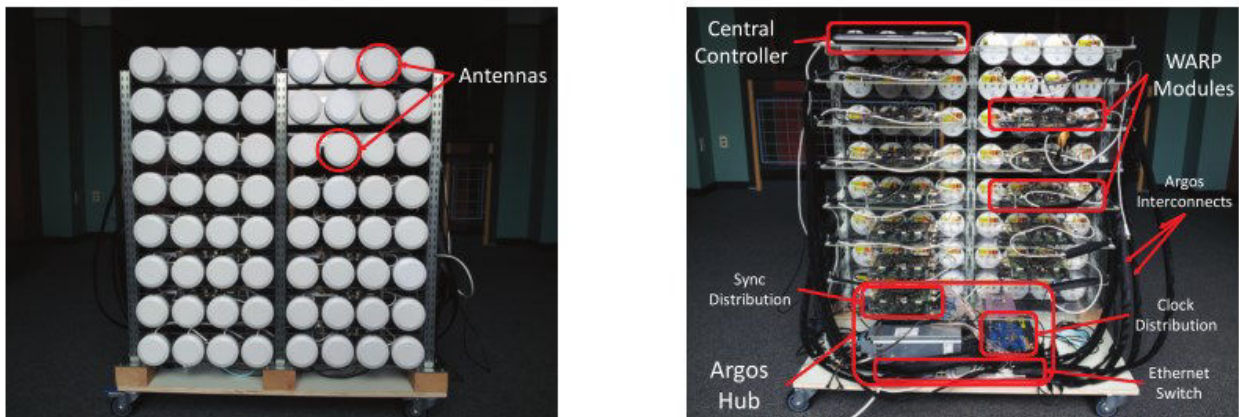 Antennas
Central
Controller
WARP
Modules
Argos
Interconnects
Sync
Distribution
Clock
Distribution
Argos
Hub
Ethernet
Switch